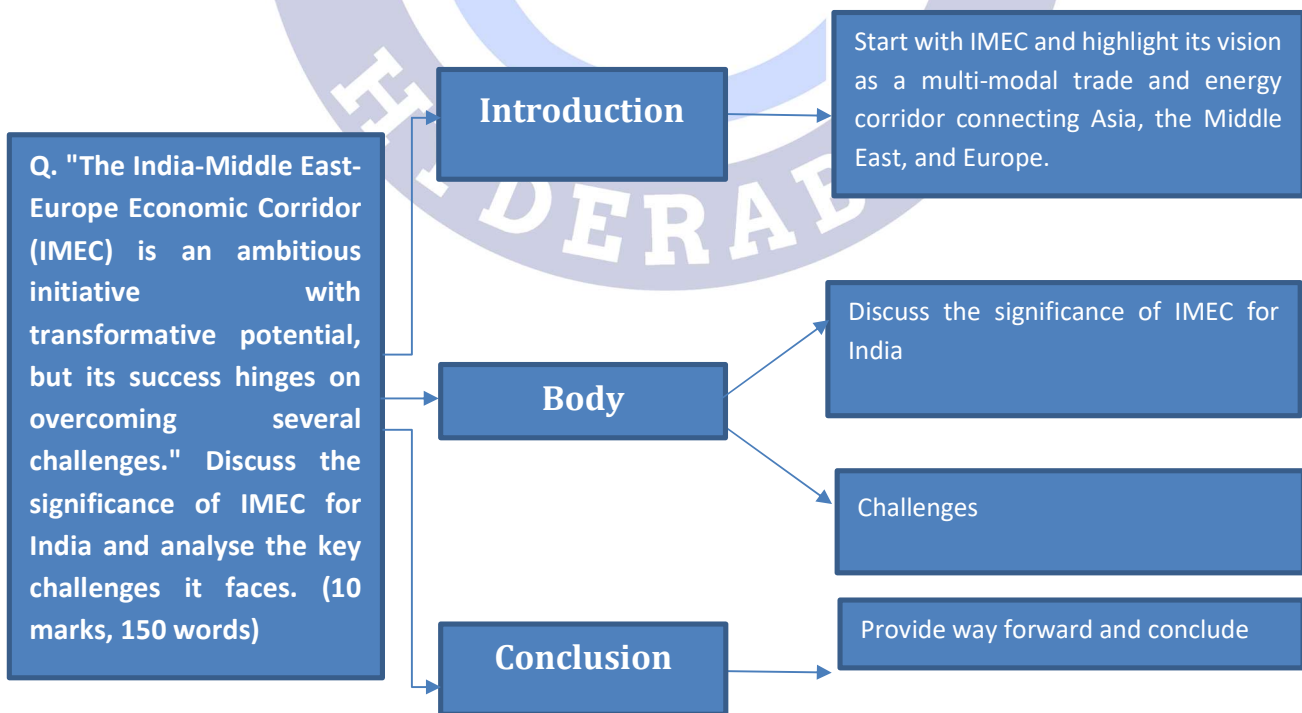 Q. "The India-Middle East-
Europe Economic Corridor
(IMEC) is an ambitious
initiative with
transformative potential,
but its success hinges on
overcoming several
challenges." Discuss the
significance of IMEC for
India and analyse the key
challenges it faces. (10
marks, 150 words)
Introduction
Start with IMEC and highlight its vision
as a multi-modal trade and energy
corridor connecting Asia, the Middle
East, and Europe.
Body
Discuss the significance of IMEC for
India
Challenges
Conclusion
Provide way forward and conclude